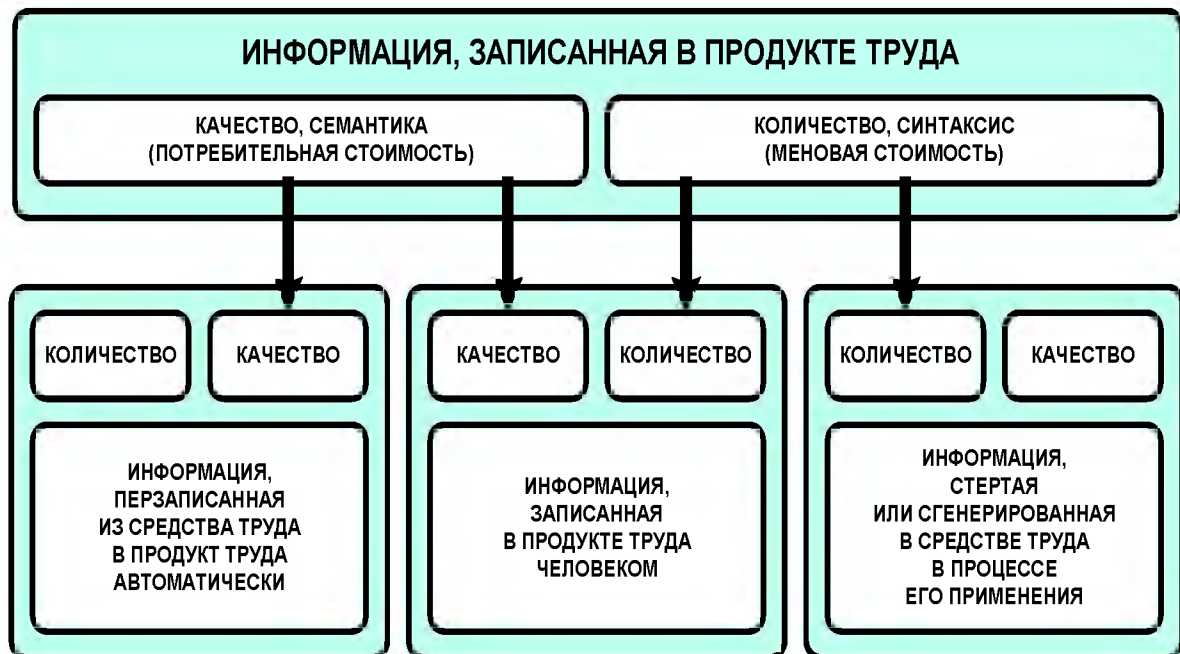 ИНФОРМАЦИЯ, ЗАПИСАННАЯ В ПРОДУКТЕ ТРУДА
КАЧЕСТВО, СЕМАНТИКА
(ПОТРЕБИТЕЛЬНАЯ СТОИМОСТЬ)
КОЛИЧЕСТВО, СИНТАКСИС
(МЕНОВАЯ СТОИМОСТЬ)
КОЛИЧЕСТВО
КАЧЕСТВО
ИНФОРМАЦИЯ,
ПЕРЗАПИСАННАЯ
ИЗ СРЕДСТВА ТРУДА
В ПРОДУКТ ТРУДА
АВТОМАТИЧЕСКИ
КАЧЕСТВО
КОЛИЧЕСТВО
ИНФОРМАЦИЯ,
ЗАПИСАННАЯ
В ПРОДУКТЕ ТРУДА
ЧЕЛОВЕКОМ
КОЛИЧЕСТВО
КАЧЕСТВО
ИНФОРМАЦИЯ,
СТЕРТАЯ
ИЛИ СГЕНЕРИРОВАННАЯ
В СРЕДСТВЕ ТРУДА
В ПРОЦЕССЕ
ЕГО ПРИМЕНЕНИЯ